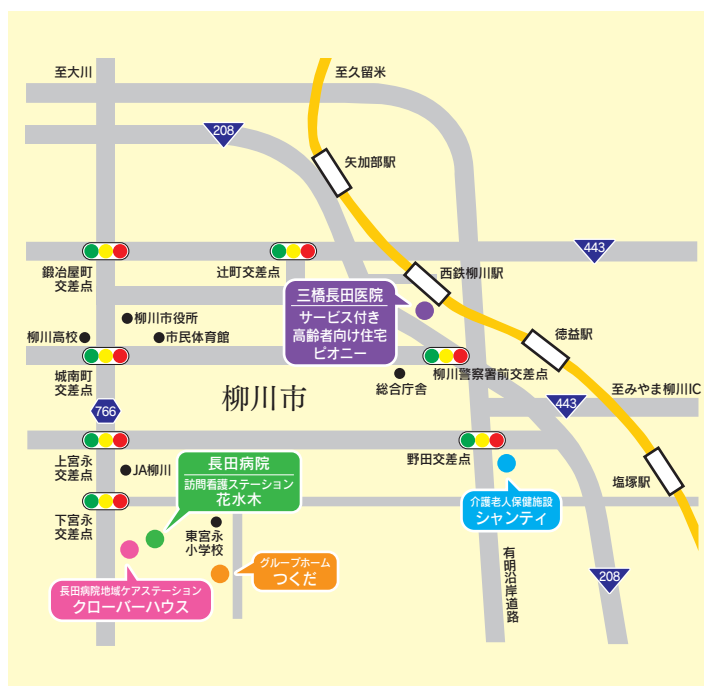 至大川
至久留米
208
矢加部駅
443
鍛冶屋町
交差点
辻町交差点
西鉄柳川駅
三橋長田医院
サービス付き
高齢者向け住宅
ピオニー
柳川市役所
柳川高校
市民体育館
徳益駅
城南町
交差点
柳川警察署前交差点
総合庁舎
至みやま柳川IC
柳川市
443
766
上宮永
交差点
JA柳川
長田病院
訪問看護ステーション
花水木
野田交差点
塩塚駅
介護老人保健施設
シャンティ
下宮永
交差点
東宮永
小学校
有明沿岸道路
グループホーム
つくだ
208
長田病院地域ケアステーション
クローバーハウス